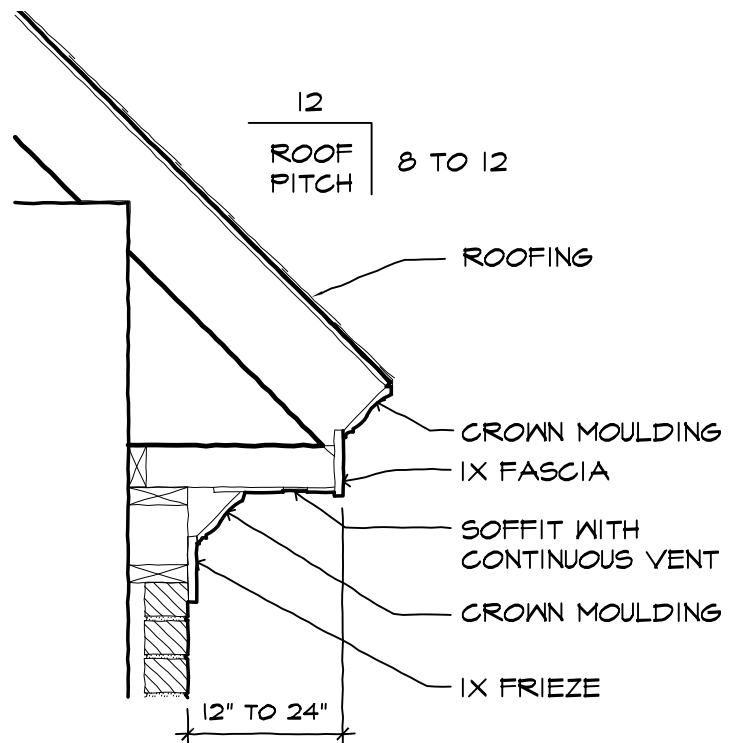 12
ROOF
PITCH
8 TO 12
ROOFING
CROWN MOULDING
1X FASCIA
SOFFIT WITH
CONTINUOUS VENT
CROWN MOULDING
1X FRIEZE
12" TO 24"